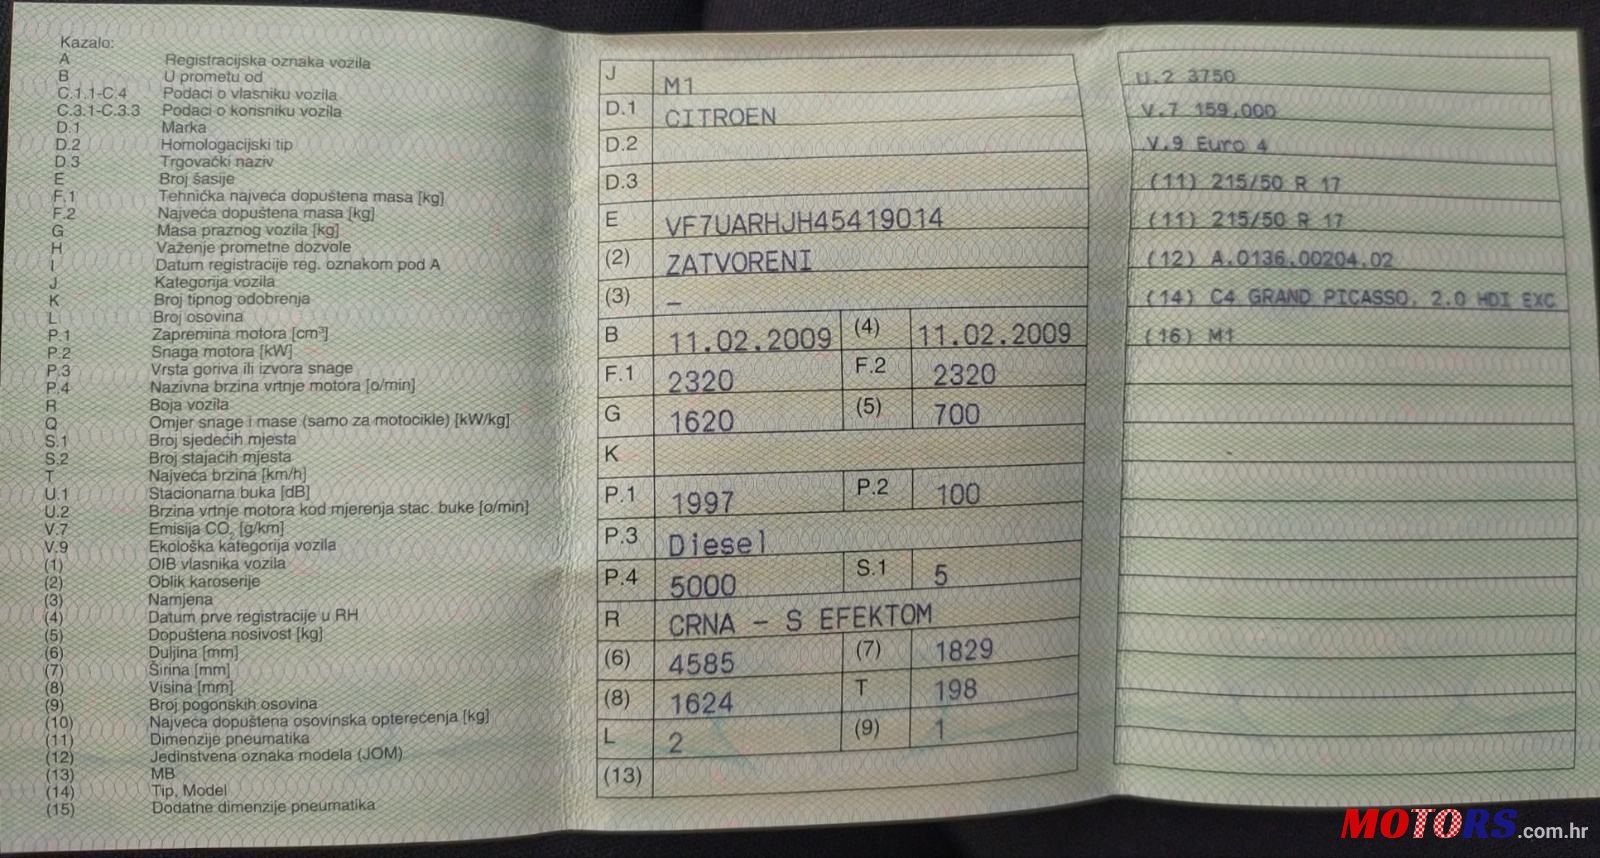 Kazalo:
A Registracijska oznaka vozila
B U prometu od
C.1.1-C.4 Podaci o vlasniku vozila
C.3.1-C.3.3 Podaci o korisniku vozila
D.1 Marka
D.2 Homologacijski tip
D.3 Trgovački naziv
E Broj šasije
F.1 Tehnička najveća dopuštena masa [kg]
F.2 Najveća dopuštena masa [kg]
G Masa praznog vozila [kg]
H Važenje prometne dozvole
I Datum registracije reg. oznakom pod A
J Kategorija vozila
K Broj tipnog odobrenja
L Broj osovina
P.1 Zapremina motora [cm³]
P.2 Snaga motora [kW]
P.3 Vrsta goriva ili izvora snage
P.4 Nazivna brzina vrtnje motora [o/min]
R Boja vozila
Q Omjer snage i mase (samo za motocikle) [kW/kg]
S.1 Broj sjedećih mjesta
S.2 Broj stajaćih mjesta
T Najveća brzina [km/h]
U.1 Stacionarna buka [dB]
U.2 Brzina vrtnje motora kod mjerenja stac. buke [o/min]
V.7 Emisija CO₂ [g/km]
V.9 Ekološka kategorija vozila
(1) OIB vlasnika vozila
(2) Oblik karoserije
(3) Namjena
(4) Datum prve registracije u RH
(5) Dopuštena nosivost [kg]
(6) Duljina [mm]
(7) Širina [mm]
(8) Visina [mm]
(9) Broj pogonskih osovina
(10) Najveća dopuštena osovinska opterećenja [kg]
(11) Dimenzije pneumatika
(12) Jedinstvena oznaka modela (JOM)
(13) MB
(14) Tip, Model
(15) Dodatne dimenzije pneumatika
J M1
D.1 CITROEN
D.2
D.3
E VF7UARHJH45419014
(2) ZATVORENI
(3) –
B 11.02.2009 (4) 11.02.2009
F.1 2320 F.2 2320
G 1620 (5) 700
K
P.1 1997 P.2 100
P.3 Diesel
P.4 5000 S.1 5
R CRNA – S EFEKTOM
(6) 4585 (7) 1829
(8) 1624 T 198
L 2 (9) 1
(13)
U.2 3750
V.7 159,000
V.9 Euro 4
(11) 215/50 R 17
(11) 215/50 R 17
(12) A.0136.00204.02
(14) C4 GRAND PICASSO, 2.0 HDI EXC
(16) M1
MOTORS.com.hr